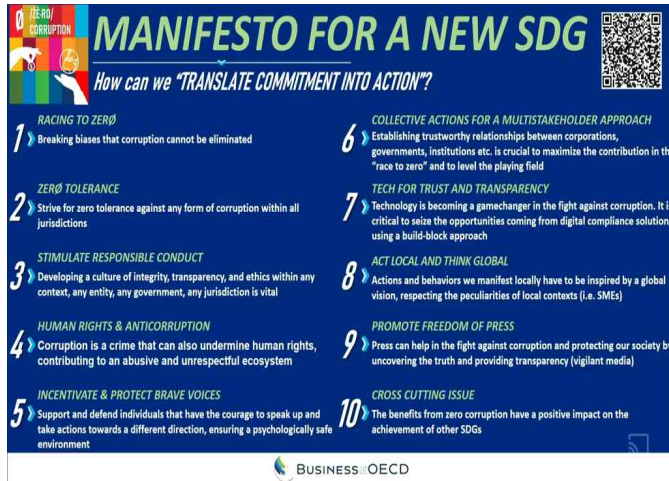 Ø /ZE·RO/
CORRUPTION
MANIFESTO FOR A NEW SDG
How can we “TRANSLATE COMMITMENT INTO ACTION”?
1 RACING TO ZERØ
Breaking biases that corruption cannot be eliminated
2 ZERØ TOLERANCE
Strive for zero tolerance against any form of corruption within all
jurisdictions
3 STIMULATE RESPONSIBLE CONDUCT
Developing a culture of integrity, transparency, and ethics within any
context, any entity, any government, any jurisdiction is vital
4 HUMAN RIGHTS & ANTICORRUPTION
Corruption is a crime that can also undermine human rights,
contributing to an abusive and unrespectful ecosystem
5 INCENTIVATE & PROTECT BRAVE VOICES
Support and defend individuals that have the courage to speak up and
take actions towards a different direction, ensuring a psychologically safe
environment
6 COLLECTIVE ACTIONS FOR A MULTISTAKEHOLDER APPROACH
Establishing trustworthy relationships between corporations,
governments, institutions etc. is crucial to maximize the contribution in th
“race to zero” and to level the playing field
7 TECH FOR TRUST AND TRANSPARENCY
Technology is becoming a gamechanger in the fight against corruption. It i
critical to seize the opportunities coming from digital compliance solution
using a build-block approach
8 ACT LOCAL AND THINK GLOBAL
Actions and behaviors we manifest locally have to be inspired by a global
vision, respecting the peculiarities of local contexts (i.e. SMEs)
9 PROMOTE FREEDOM OF PRESS
Press can help in the fight against corruption and protecting our society b
uncovering the truth and providing transparency (vigilant media)
10 CROSS CUTTING ISSUE
The benefits from zero corruption have a positive impact on the
achievement of other SDGs
BUSINESS at OECD